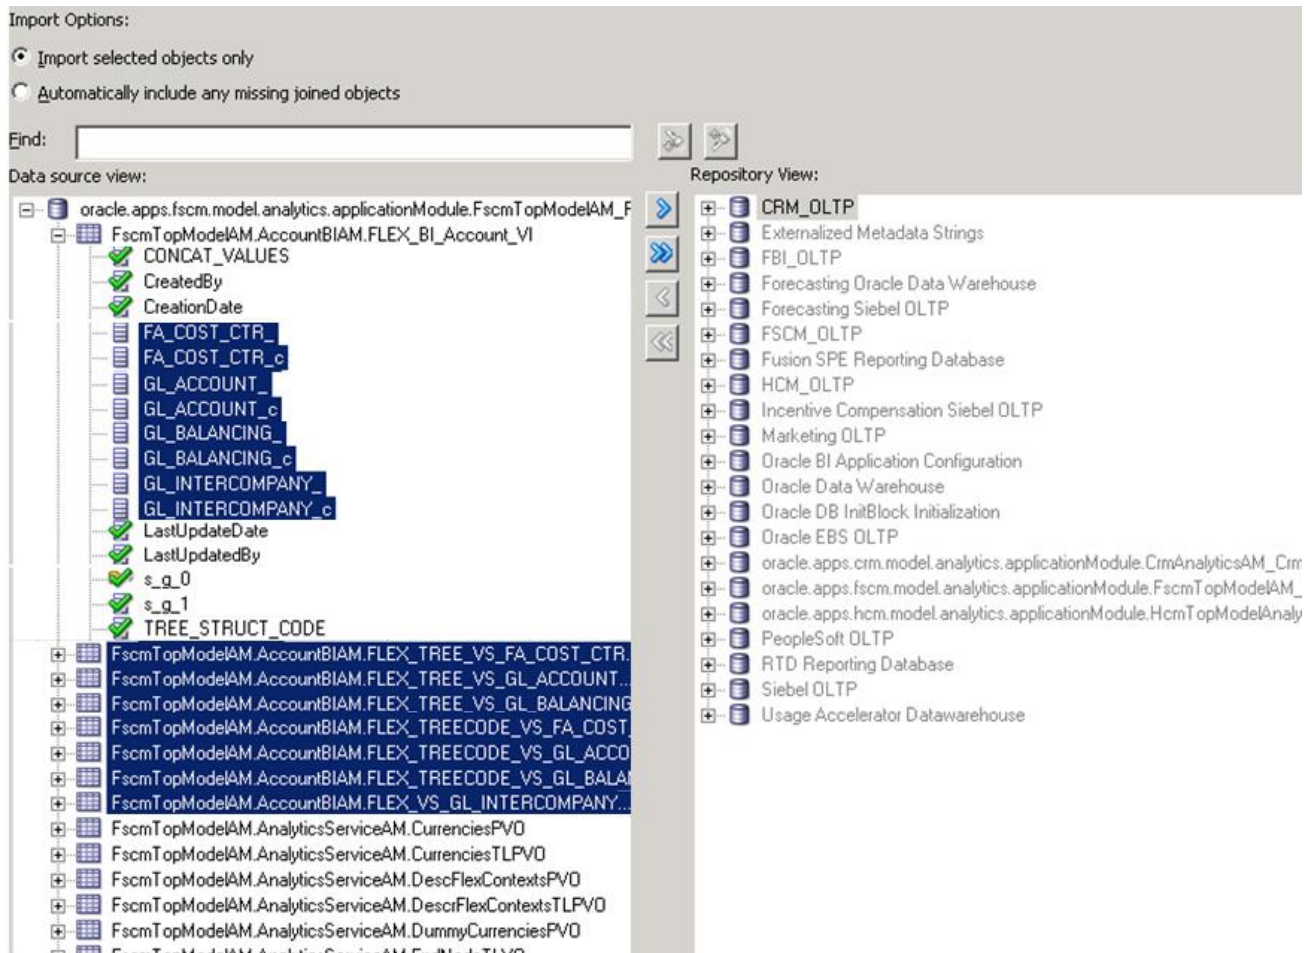 Import Options:
Import selected objects only
Automatically include any missing joined objects
Find:
Data source view:
oracle.apps.fscm.model.analytics.applicationModule.FscmTopModelAM_F
FscmTopModelAM.AccountBIAM.FLEX_BI_Account_VI
CONCAT_VALUES
CreatedBy
CreationDate
FA_COST_CTR_
FA_COST_CTR_c
GL_ACCOUNT_
GL_ACCOUNT_c
GL_BALANCING_
GL_BALANCING_c
GL_INTERCOMPANY_
GL_INTERCOMPANY_c
LastUpdateDate
LastUpdatedBy
s_g_0
s_g_1
TREE_STRUCT_CODE
FscmTopModelAM.AccountBIAM.FLEX_TREE_VS_FA_COST_CTR.
FscmTopModelAM.AccountBIAM.FLEX_TREE_VS_GL_ACCOUNT...
FscmTopModelAM.AccountBIAM.FLEX_TREE_VS_GL_BALANCING
FscmTopModelAM.AccountBIAM.FLEX_TREECODE_VS_FA_COST_
FscmTopModelAM.AccountBIAM.FLEX_TREECODE_VS_GL_ACCO
FscmTopModelAM.AccountBIAM.FLEX_TREECODE_VS_GL_BALA
FscmTopModelAM.AccountBIAM.FLEX_VS_GL_INTERCOMPANY...
FscmTopModelAM.AnalyticsServiceAM.CurrenciesPVO
FscmTopModelAM.AnalyticsServiceAM.CurrenciesTLPVO
FscmTopModelAM.AnalyticsServiceAM.DescFlexContextsPVO
FscmTopModelAM.AnalyticsServiceAM.DescrFlexContextsTLPVO
FscmTopModelAM.AnalyticsServiceAM.DummyCurrenciesPVO
Repository View:
CRM_OLTP
Externalized Metadata Strings
FBI_OLTP
Forecasting Oracle Data Warehouse
Forecasting Siebel OLTP
FSCM_OLTP
Fusion SPE Reporting Database
HCM_OLTP
Incentive Compensation Siebel OLTP
Marketing OLTP
Oracle BI Application Configuration
Oracle Data Warehouse
Oracle DB InitBlock Initialization
Oracle EBS OLTP
oracle.apps.crm.model.analytics.applicationModule.CrmAnalyticsAM_Crm
oracle.apps.fscm.model.analytics.applicationModule.FscmTopModelAM_
oracle.apps.hcm.model.analytics.applicationModule.HcmTopModelAnaly
PeopleSoft OLTP
RTD Reporting Database
Siebel OLTP
Usage Accelerator Datawarehouse